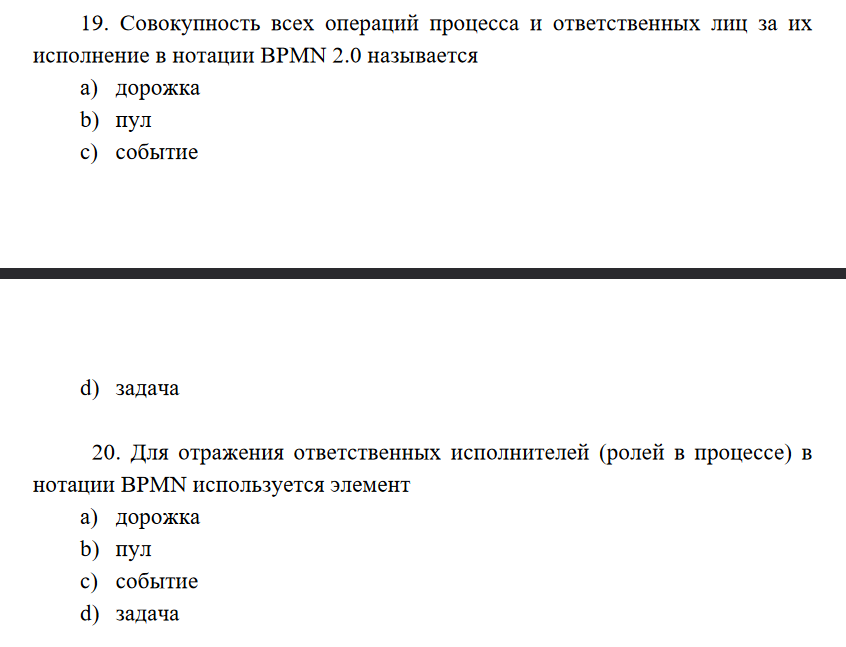 19. Совокупность всех операций процесса и ответственных лиц за их
исполнение в нотации BPMN 2.0 называется
a) дорожка
b) пул
c) событие
d) задача
20. Для отражения ответственных исполнителей (ролей в процессе) в
нотации BPMN используется элемент
a) дорожка
b) пул
c) событие
d) задача